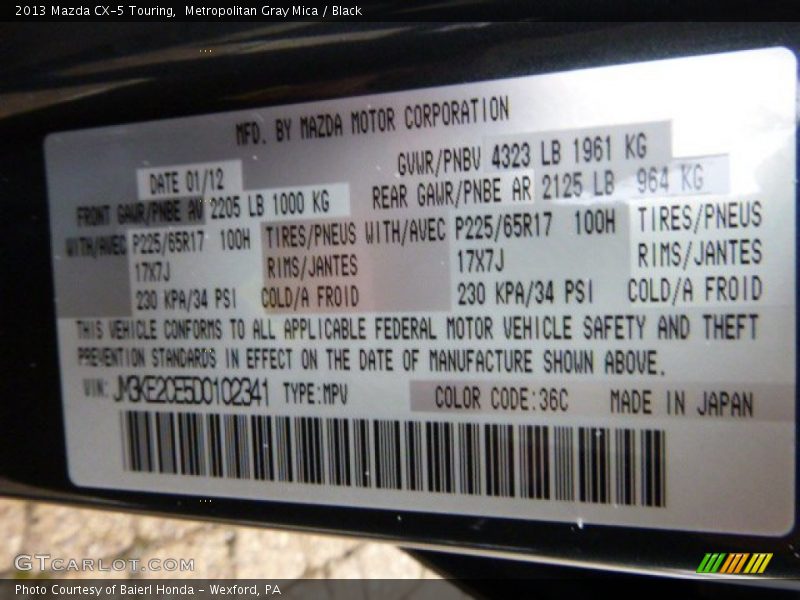 2013 Mazda CX-5 Touring,  Metropolitan Gray Mica / Black
MFD. BY MAZDA MOTOR CORPORATION
DATE 01/12 GVWR/PNBV 4323 LB 1961 KG
FRONT GAWR/PNBE AV 2205 LB 1000 KG REAR GAWR/PNBE AR 2125 LB 964 KG
WITH/AVEC P225/65R17 100H TIRES/PNEUS WITH/AVEC P225/65R17 100H TIRES/PNEUS
17X7J RIMS/JANTES 17X7J RIMS/JANTES
230 KPA/34 PSI COLD/A FROID 230 KPA/34 PSI COLD/A FROID
THIS VEHICLE CONFORMS TO ALL APPLICABLE FEDERAL MOTOR VEHICLE SAFETY AND THEFT
PREVENTION STANDARDS IN EFFECT ON THE DATE OF MANUFACTURE SHOWN ABOVE.
VIN: JM3KE2CE5D0102341 TYPE:MPV COLOR CODE:36C MADE IN JAPAN
GTCARLOT.COM
Photo Courtesy of Baierl Honda - Wexford, PA